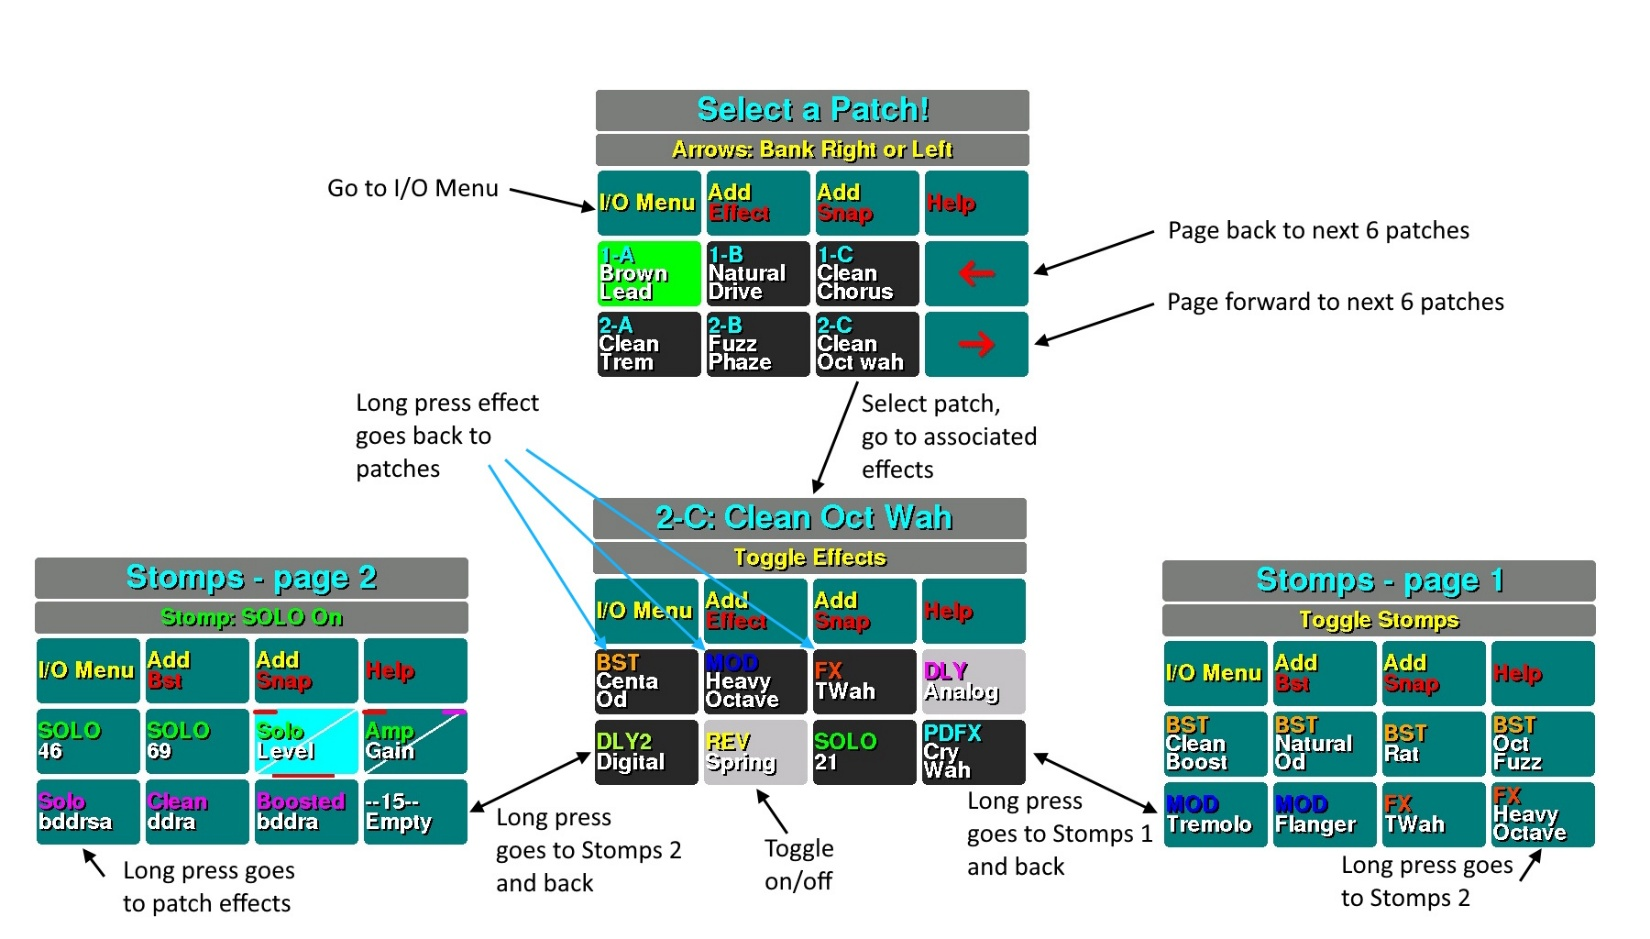 Select a Patch!
Arrows: Bank Right or Left
Go to I/O Menu
I/O Menu
Add
Effect
Add
Snap
Help
Page back to next 6 patches
1-A
Brown
Lead
1-B
Natural
Drive
1-C
Clean
Chorus
←
Page forward to next 6 patches
2-A
Clean
Trem
2-B
Fuzz
Phaze
2-C
Clean
Oct wah
→
Long press effect
goes back to
patches
Select patch,
go to associated
effects
2-C: Clean Oct Wah
Toggle Effects
I/O Menu
Add
Effect
Add
Snap
Help
BST
Centa
Od
MOD
Heavy
Octave
FX
TWah
DLY
Analog
DLY2
Digital
REV
Spring
SOLO
21
PDFX
Cry
Wah
Stomps - page 2
Stomp: SOLO On
I/O Menu
Add
Bst
Add
Snap
Help
SOLO
46
SOLO
69
Solo
Level
Amp
Gain
Solo
bddrsa
Clean
ddra
Boosted
bddra
--15--
Empty
Long press goes
to patch effects
Long press
goes to Stomps 2
and back
Toggle
on/off
Long press
goes to Stomps 1
and back
Stomps - page 1
Toggle Stomps
I/O Menu
Add
Bst
Add
Snap
Help
BST
Clean
Boost
BST
Natural
Od
BST
Rat
BST
Oct
Fuzz
MOD
Tremolo
MOD
Flanger
FX
TWah
FX
Heavy
Octave
Long press goes
to Stomps 2